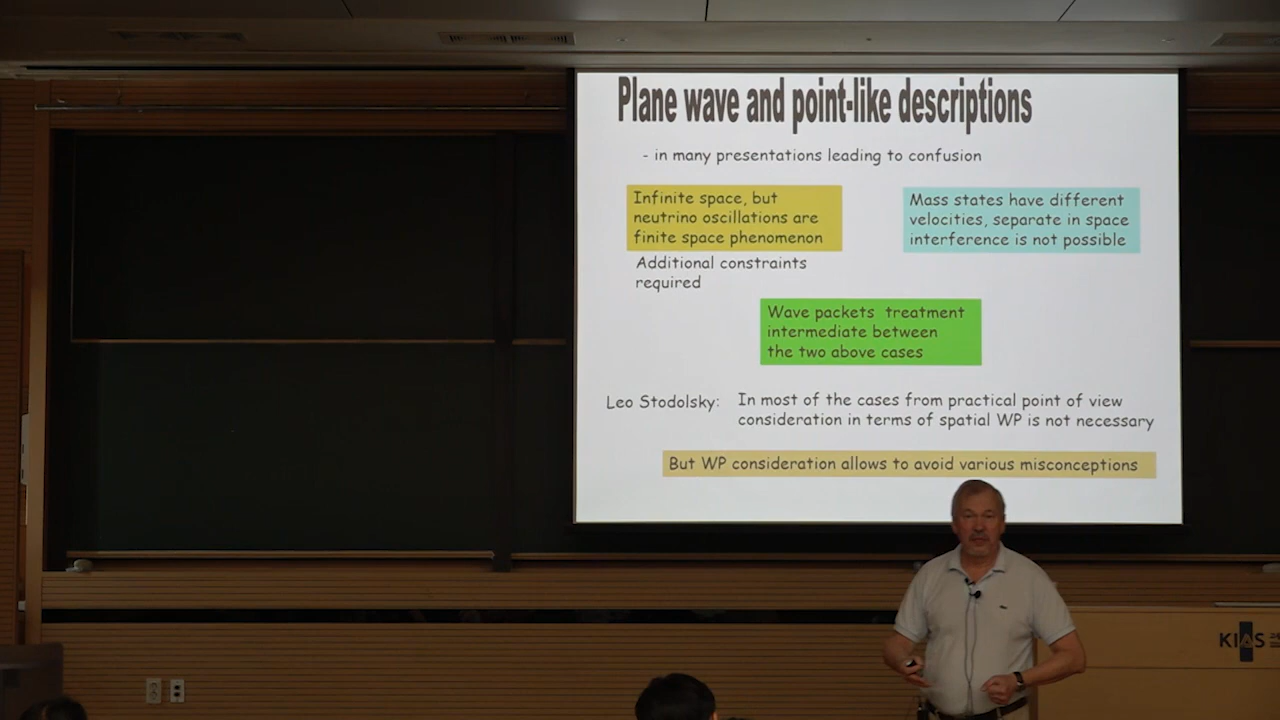 Plane wave and point-like descriptions
- in many presentations leading to confusion
Infinite space, but
neutrino oscillations are
finite space phenomenon
Mass states have different
velocities, separate in space
interference is not possible
Additional constraints
required
Wave packets treatment
intermediate between
the two above cases
Leo Stodolsky:
In most of the cases from practical point of view
consideration in terms of spatial WP is not necessary
But WP consideration allows to avoid various misconceptions
KIAS